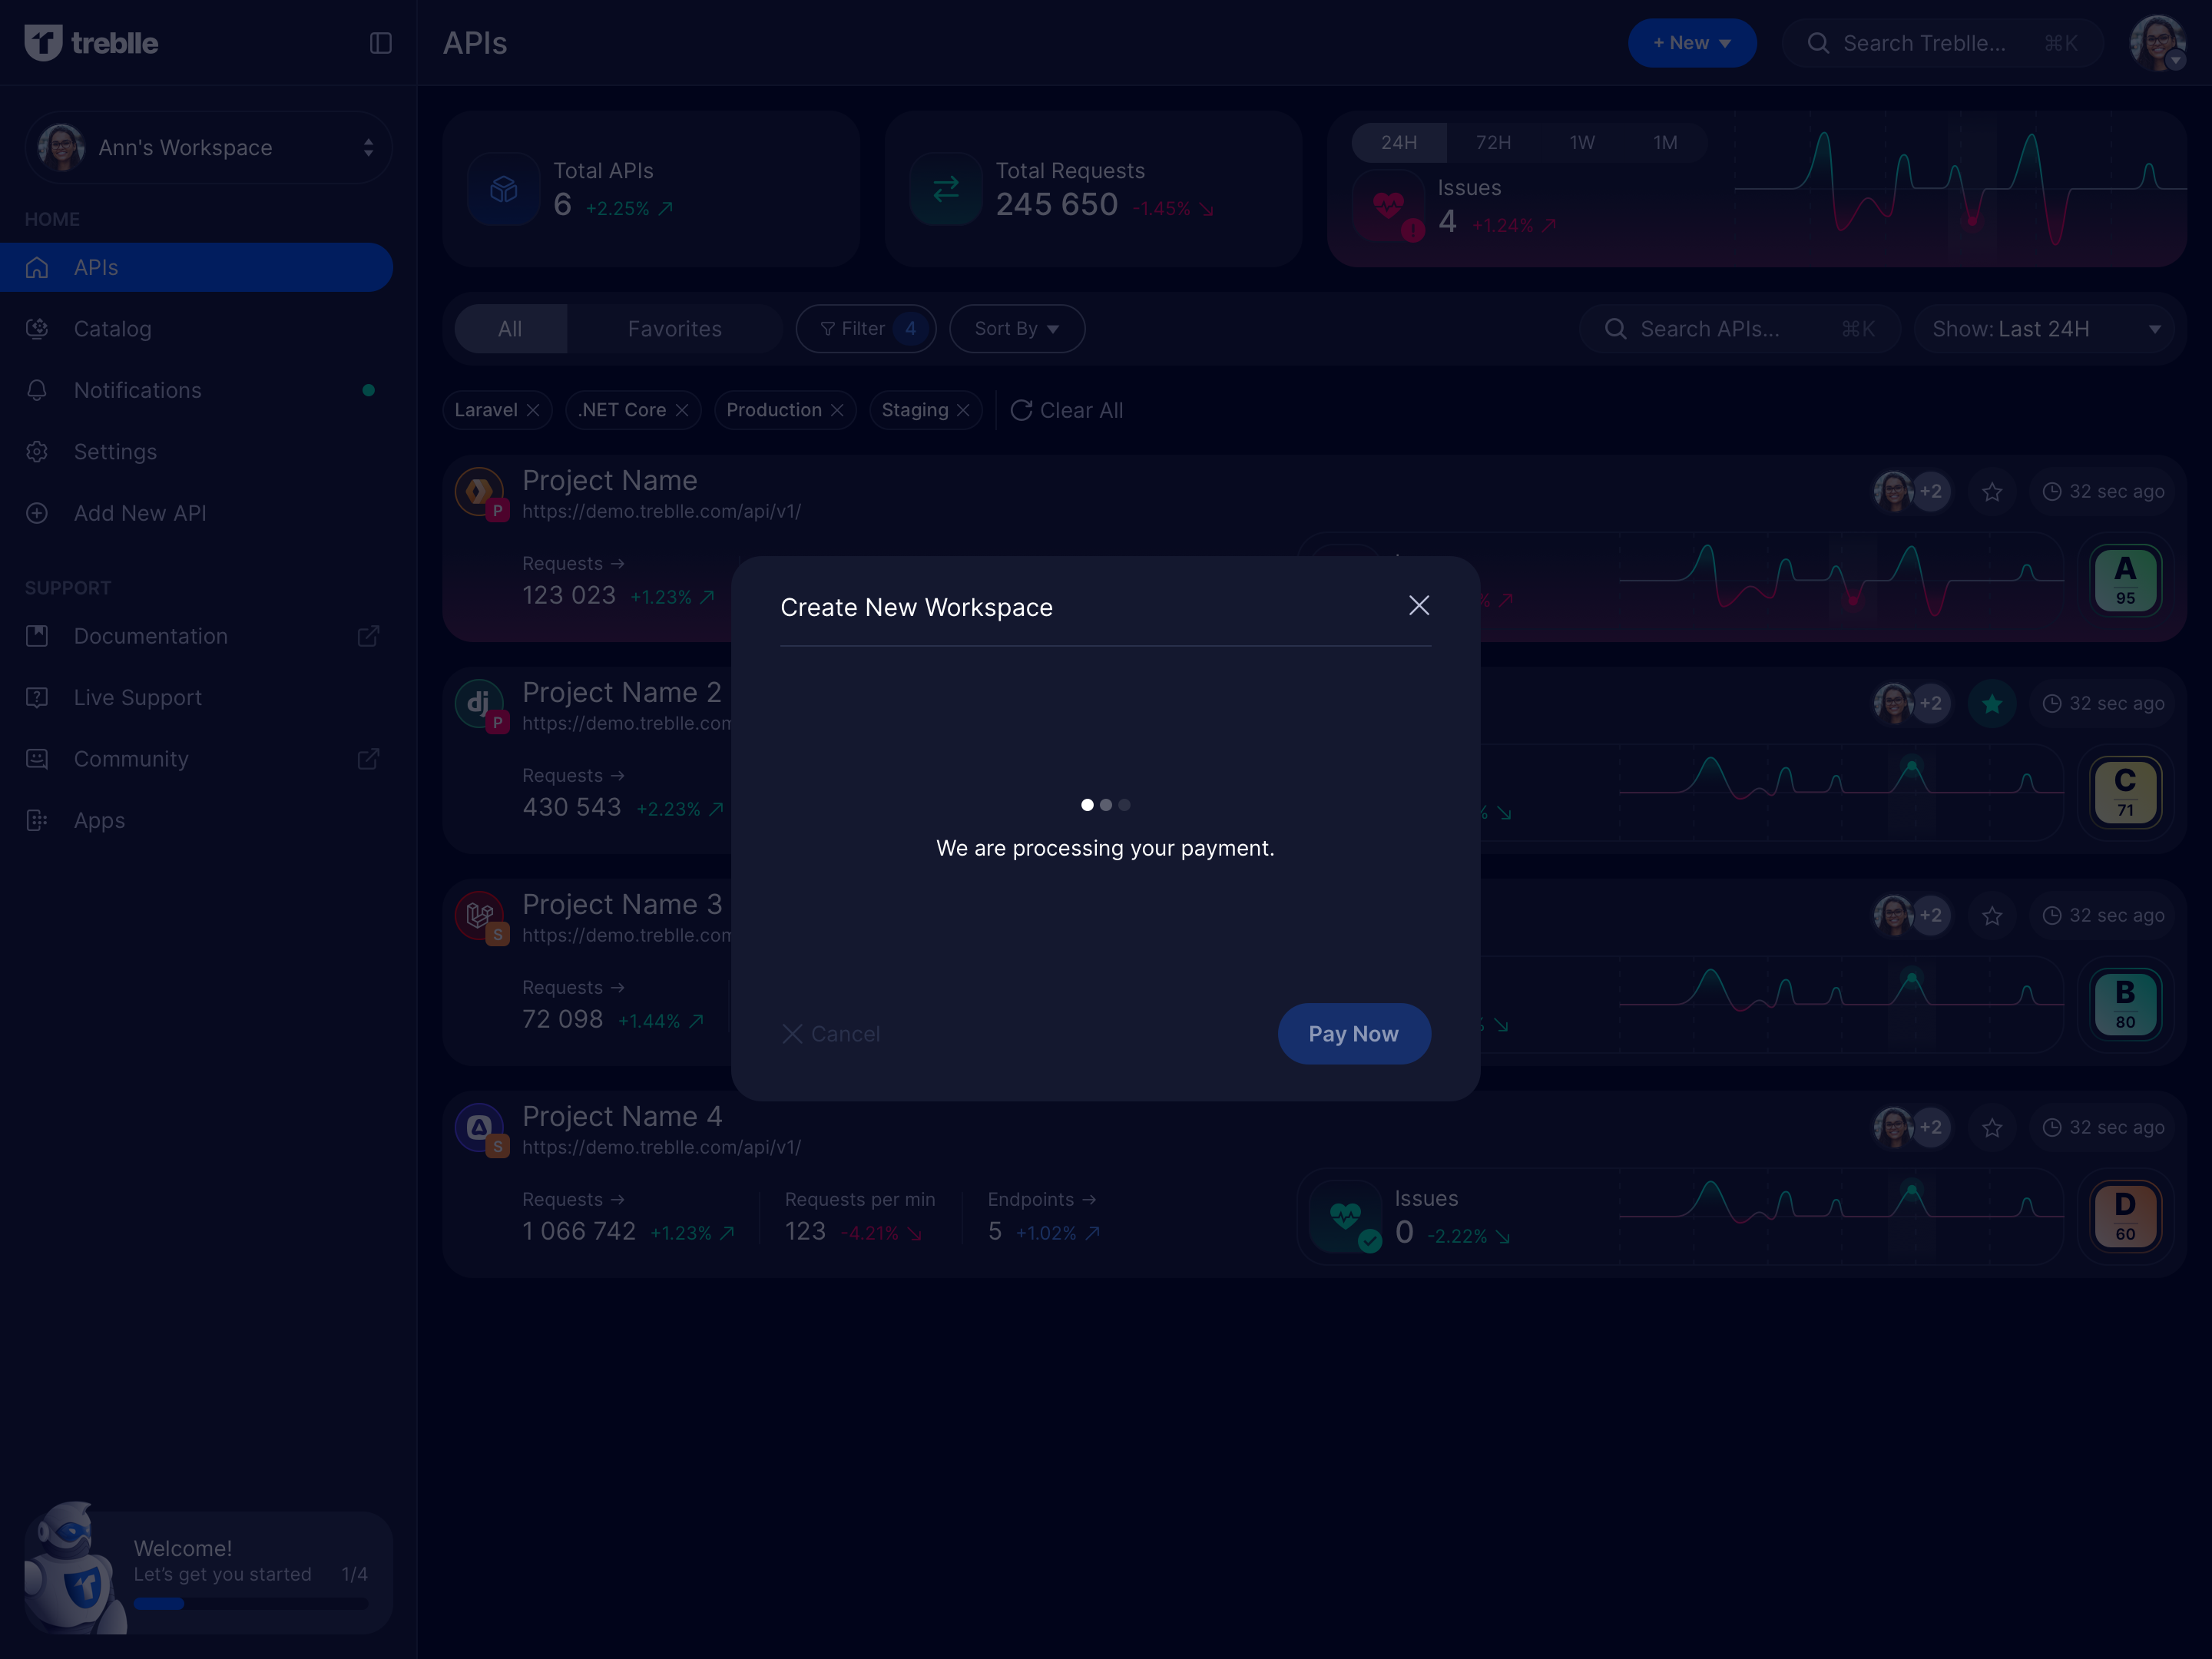 treblle
APIs
+ New
Search Treblle... ⌘K
Ann's Workspace
HOME
APIs
Catalog
Notifications
Settings
Add New API
SUPPORT
Documentation
Live Support
Community
Apps
Welcome!
Let's get you started 1/4
Total APIs
6 +2.25%
Total Requests
245 650 -1.45%
24H 72H 1W 1M
Issues
4 +1.24%
All Favorites Filter 4 Sort By
Search APIs... ⌘K Show: Last 24H
Laravel .NET Core Production Staging Clear All
Project Name
P
https://demo.treblle.com/api/v1/
+2 32 sec ago
Requests
123 023 +1.23%
%
A
95
Project Name 2
dj P
https://demo.treblle.com
+2 32 sec ago
Requests
430 543 +2.23%
%
C
71
Project Name 3
S
https://demo.treblle.com
+2 32 sec ago
Requests
72 098 +1.44%
B
80
Project Name 4
S
https://demo.treblle.com/api/v1/
+2 32 sec ago
Requests
1 066 742 +1.23%
Requests per min
123 -4.21%
Endpoints
5 +1.02%
Issues
0 -2.22%
D
60
Create New Workspace
We are processing your payment.
Cancel
Pay Now